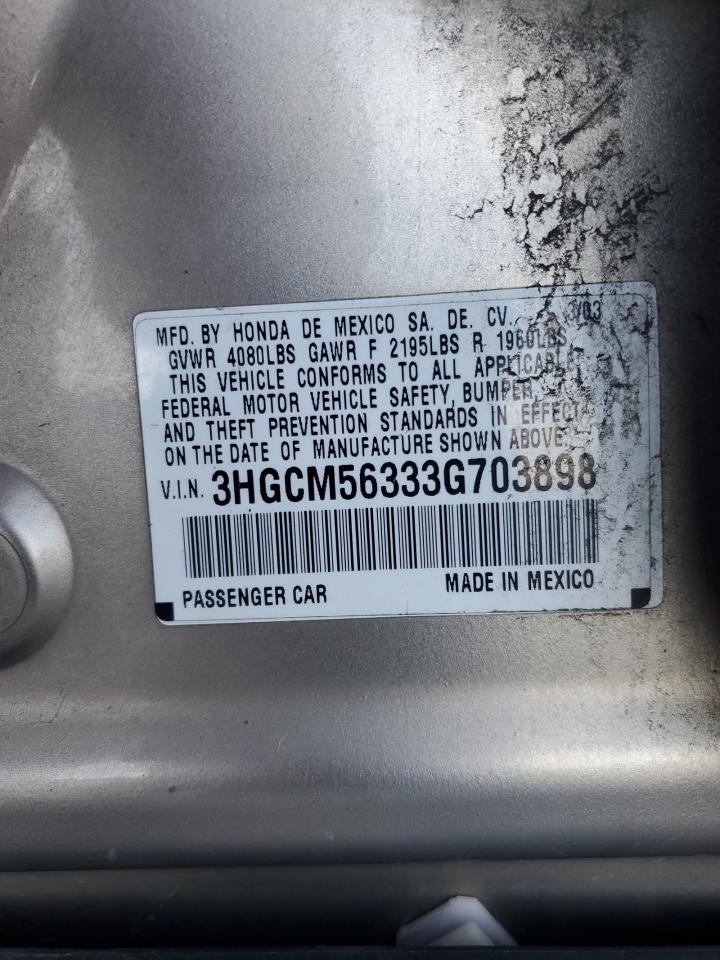 MFD. BY HONDA DE MEXICO SA. DE. CV. 3/03
GVWR 4080LBS GAWR F 2195LBS R 1960LBS
THIS VEHICLE CONFORMS TO ALL APPLICABLE
FEDERAL MOTOR VEHICLE SAFETY, BUMPER,
AND THEFT PREVENTION STANDARDS IN EFFECT
ON THE DATE OF MANUFACTURE SHOWN ABOVE.
V.I.N. 3HGCM56333G703898
PASSENGER CAR MADE IN MEXICO